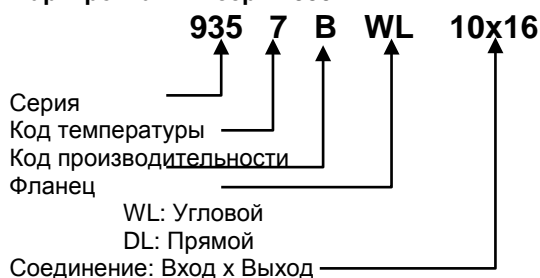 935 7 B WL 10x16
Серия
Код температуры
Код производительности
Фланец
WL: Угловой
DL: Прямой
Соединение: Вход x Выход